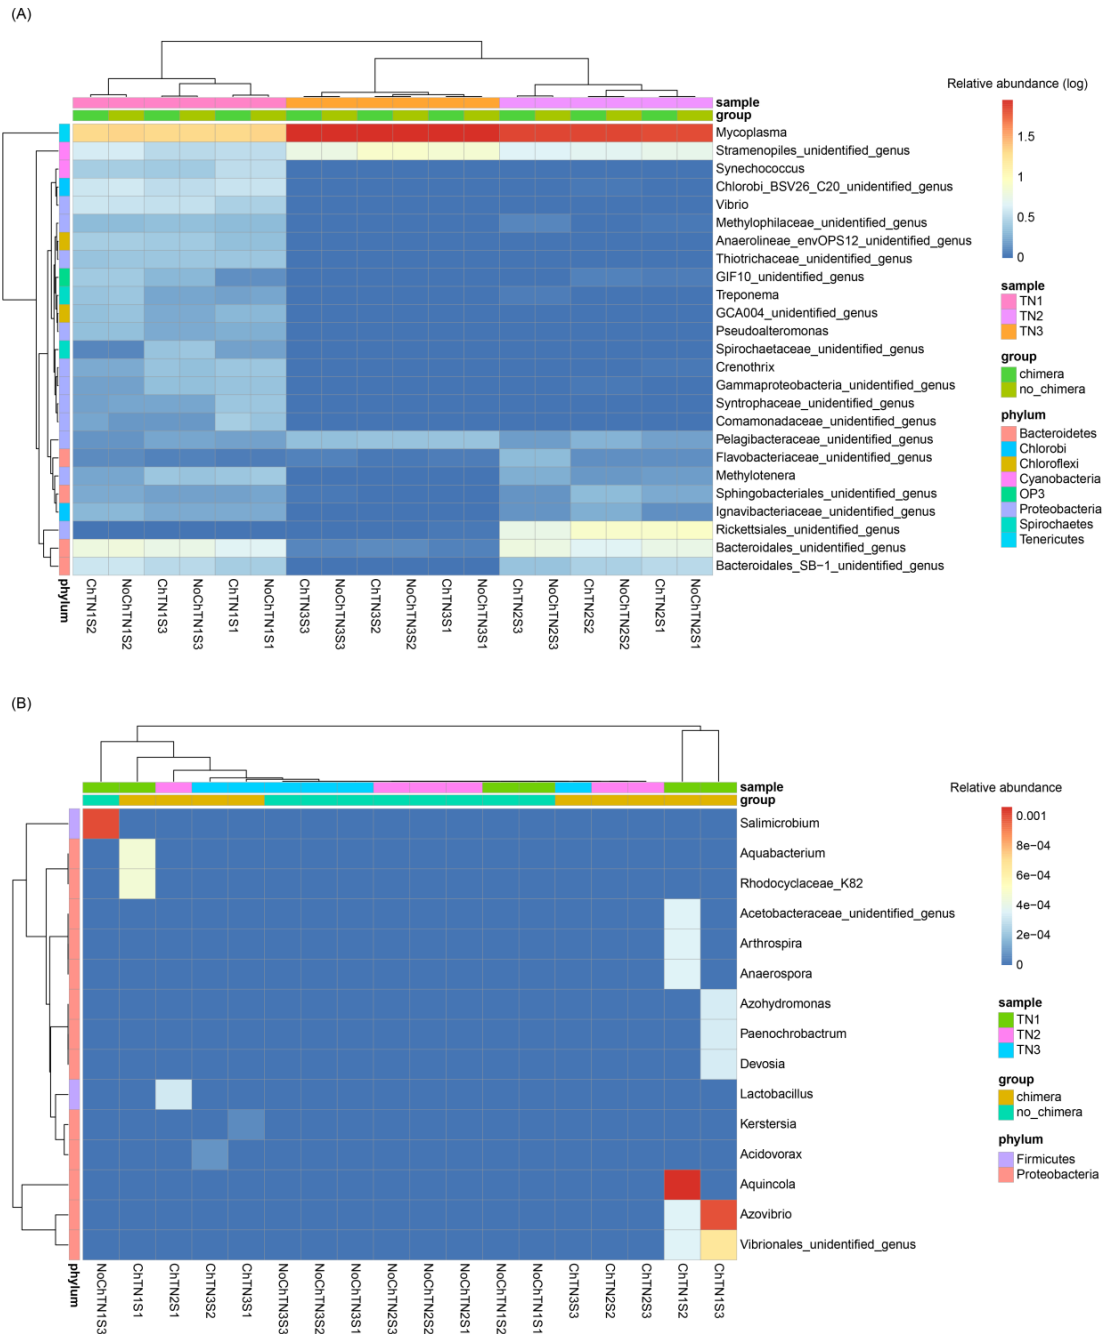 (A)
sample
group
Mycoplasma
Stramenopiles_unidentified_genus
Synechococcus
Chlorobi_BSV26_C20_unidentified_genus
Vibrio
Methylophilaceae_unidentified_genus
Anaerolineae_envOPS12_unidentified_genus
Thiotrichaceae_unidentified_genus
GIF10_unidentified_genus
Treponema
GCA004_unidentified_genus
Pseudoalteromonas
Spirochaetaceae_unidentified_genus
Crenothrix
Gammaproteobacteria_unidentified_genus
Syntrophaceae_unidentified_genus
Comamonadaceae_unidentified_genus
Pelagibacteraceae_unidentified_genus
Flavobacteriaceae_unidentified_genus
Methylotenera
Sphingobacteriales_unidentified_genus
Ignavibacteriaceae_unidentified_genus
Rickettsiales_unidentified_genus
Bacteroidales_unidentified_genus
Bacteroidales_SB-1_unidentified_genus
phylum
ChTN1S2
NoChTN1S2
ChTN1S3
NoChTN1S3
ChTN1S1
NoChTN1S1
ChTN3S3
NoChTN3S3
ChTN3S2
NoChTN3S2
ChTN3S1
NoChTN3S1
ChTN2S3
NoChTN2S3
ChTN2S2
NoChTN2S2
ChTN2S1
NoChTN2S1
Relative abundance (log)
1.5
1
0.5
0
sample
TN1
TN2
TN3
group
chimera
no_chimera
phylum
Bacteroidetes
Chlorobi
Chloroflexi
Cyanobacteria
OP3
Proteobacteria
Spirochaetes
Tenericutes
(B)
sample
group
Salimicrobium
Aquabacterium
Rhodocyclaceae_K82
Acetobacteraceae_unidentified_genus
Arthrospira
Anaerospora
Azohydromonas
Paenochrobactrum
Devosia
Lactobacillus
Kerstersia
Acidovorax
Aquincola
Azovibrio
Vibrionales_unidentified_genus
phylum
NoChTN1S3
ChTN1S1
ChTN2S1
ChTN3S2
ChTN3S1
NoChTN3S3
NoChTN3S2
NoChTN3S1
NoChTN2S3
NoChTN2S2
NoChTN2S1
NoChTN1S2
NoChTN1S1
ChTN3S3
ChTN2S2
ChTN2S3
ChTN1S2
ChTN1S3
Relative abundance
0.001
8e-04
6e-04
4e-04
2e-04
0
sample
TN1
TN2
TN3
group
chimera
no_chimera
phylum
Firmicutes
Proteobacteria